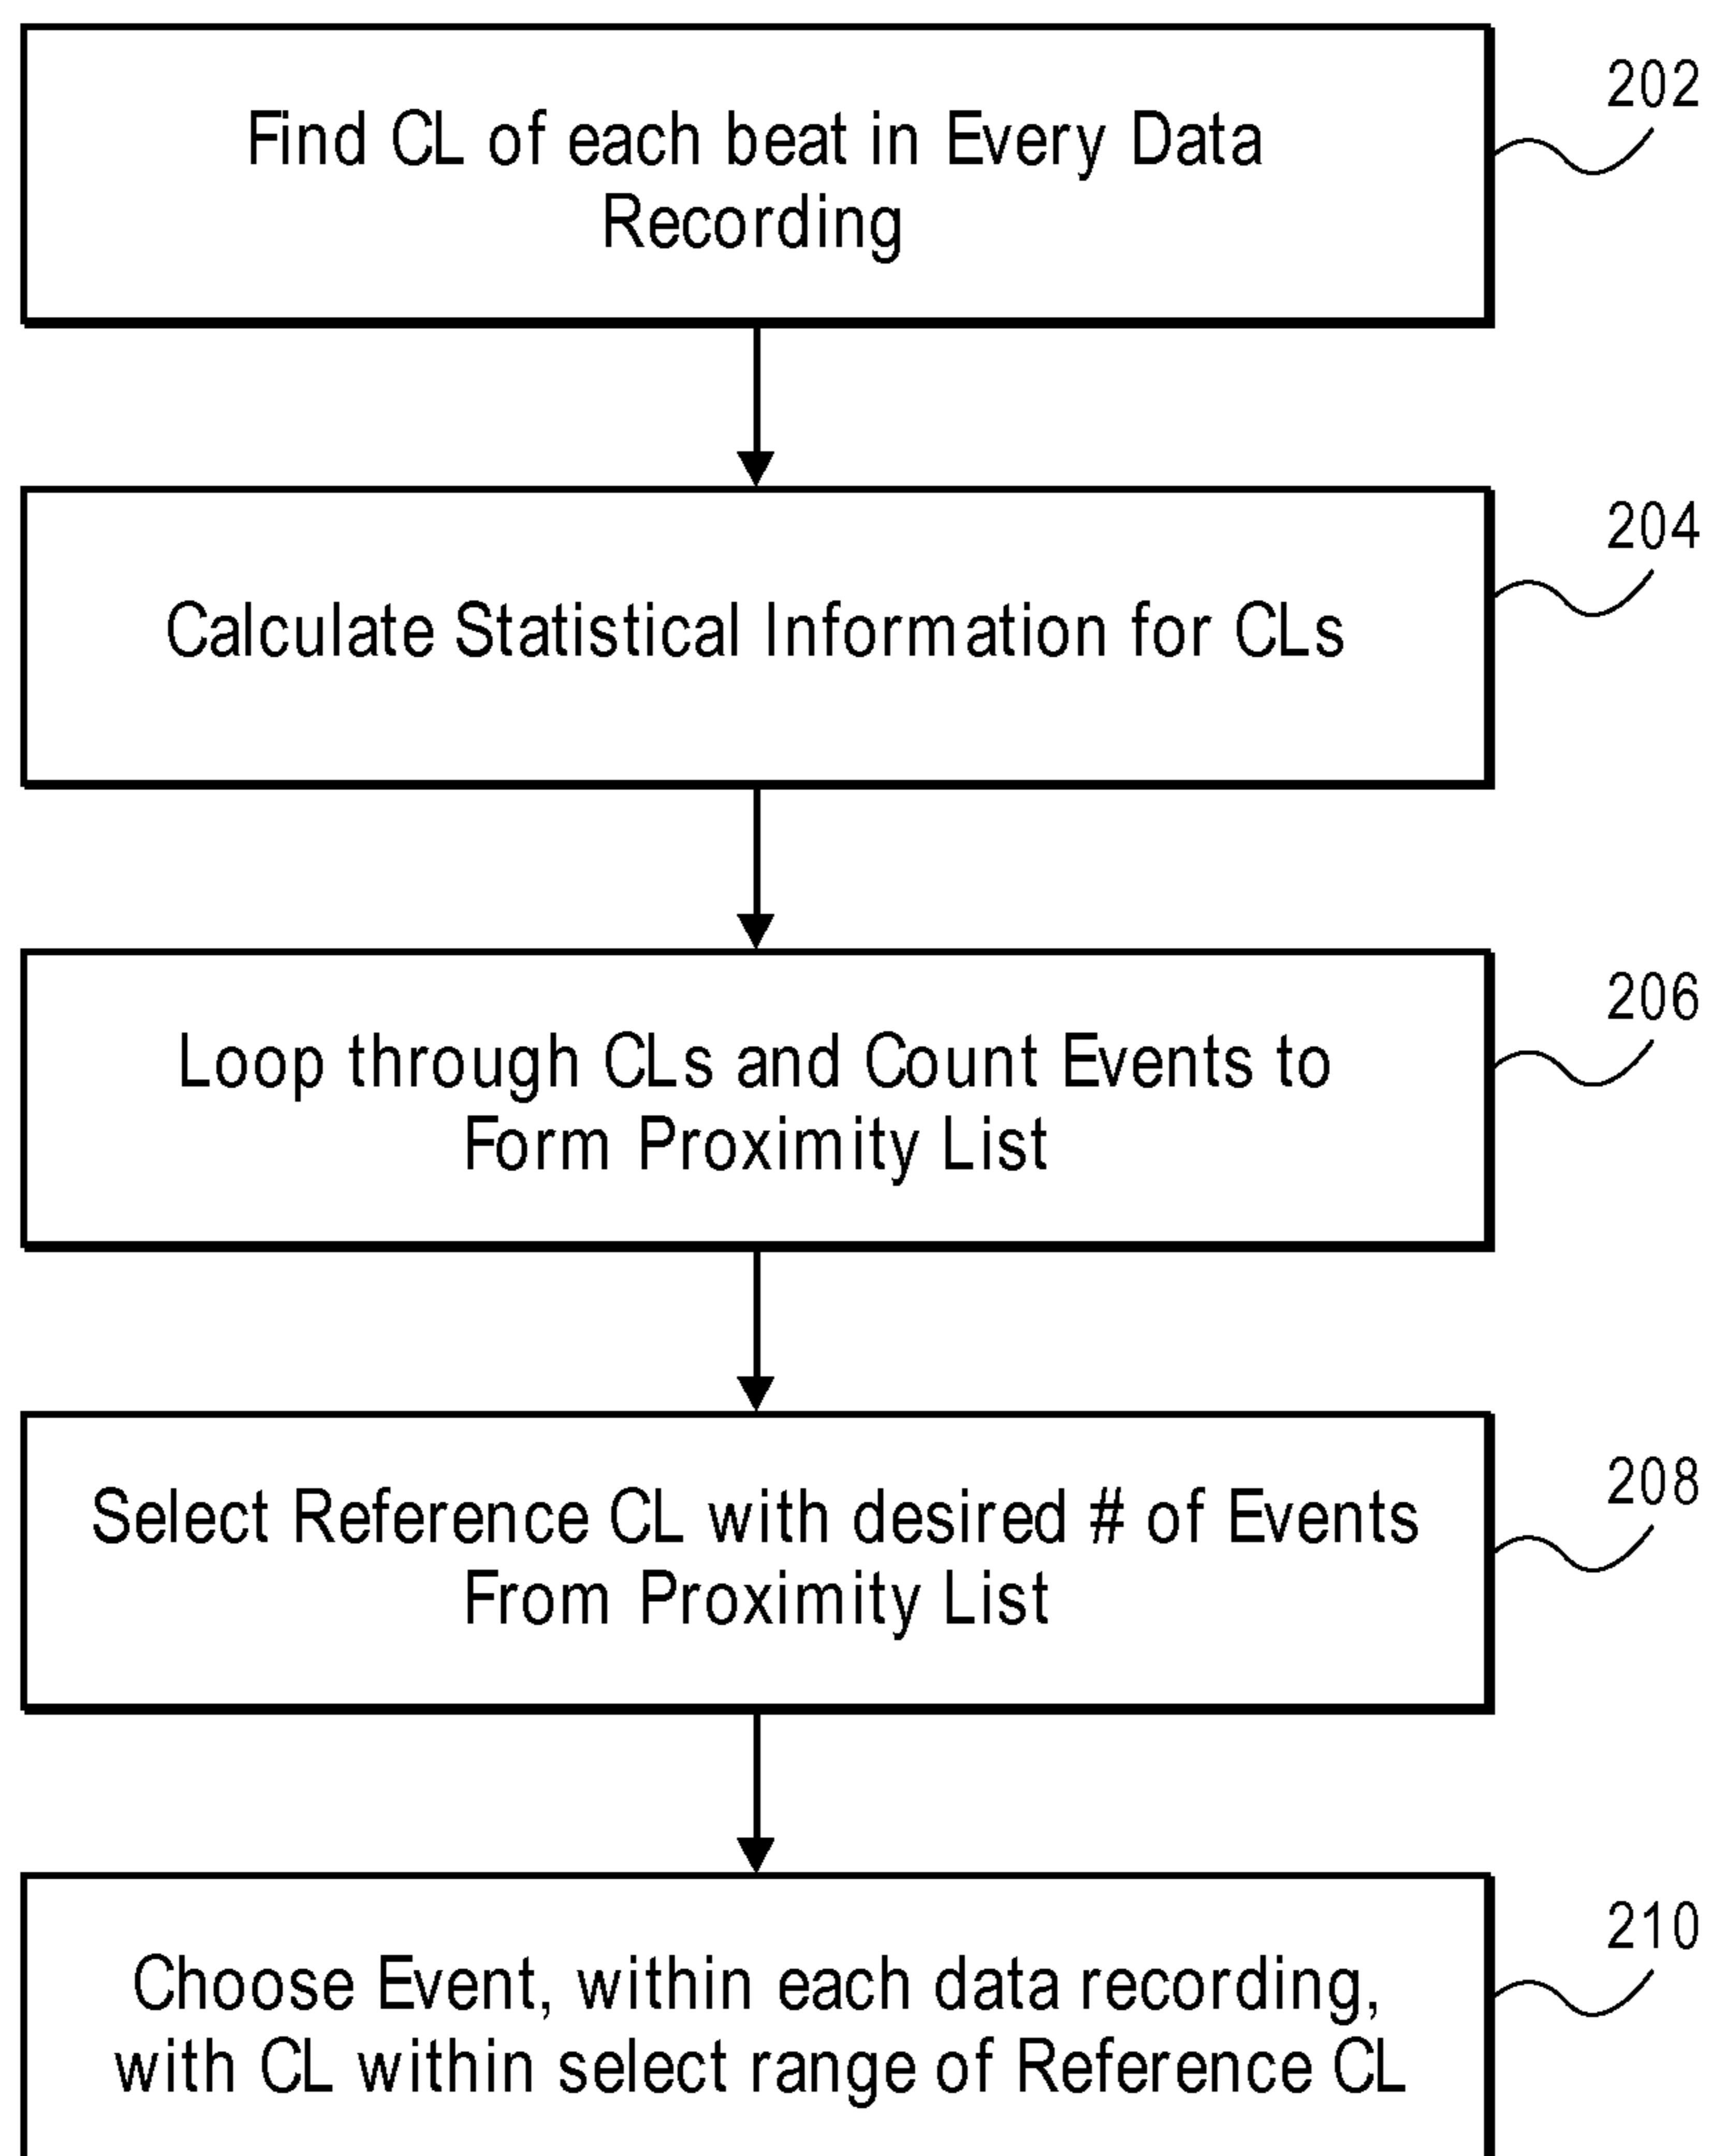 Find CL of each beat in Every Data
Recording
202
Calculate Statistical Information for CLs
204
Loop through CLs and Count Events to
Form Proximity List
206
Select Reference CL with desired # of Events
From Proximity List
208
Choose Event, within each data recording,
with CL within select range of Reference CL
210